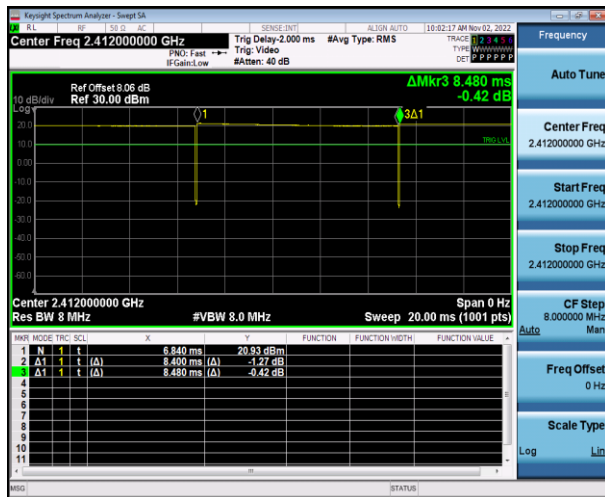 Keysight Spectrum Analyzer - Swept SA
RL RF 50 Ω AC SENSE:INT ALIGN AUTO 10:02:17 AM Nov 02, 2022
Center Freq 2.412000000 GHz
PNO: Fast
IFGain:Low
Trig Delay-2.000 ms
Trig: Video
#Atten: 40 dB
#Avg Type: RMS
TRACE 1 2 3 4 5 6
TYPE WWWWWW
DET P P P P P P
Frequency
Auto Tune
Center Freq
2.412000000 GHz
Start Freq
2.412000000 GHz
Stop Freq
2.412000000 GHz
CF Step
8.000000 MHz
Auto Man
Freq Offset
0 Hz
Scale Type
Log Lin
ΔMkr3 8.480 ms
-0.42 dB
Ref Offset 8.06 dB
10 dB/div Ref 30.00 dBm
Log
1
3Δ1
20.0
TRIG LVL
10.0
0.00
-10.0
-20.0
-30.0
-40.0
-50.0
-60.0
Center 2.412000000 GHz Span 0 Hz
Res BW 8 MHz #VBW 8.0 MHz Sweep 20.00 ms (1001 pts)
MKR MODE TRC SCL X Y FUNCTION FUNCTION WIDTH FUNCTION VALUE
1 N 1 t 6.840 ms 20.93 dBm
2 Δ1 1 t (Δ) 8.400 ms (Δ) -1.27 dB
3 Δ1 1 t (Δ) 8.480 ms (Δ) -0.42 dB
4
5
6
7
8
9
10
11
MSG STATUS